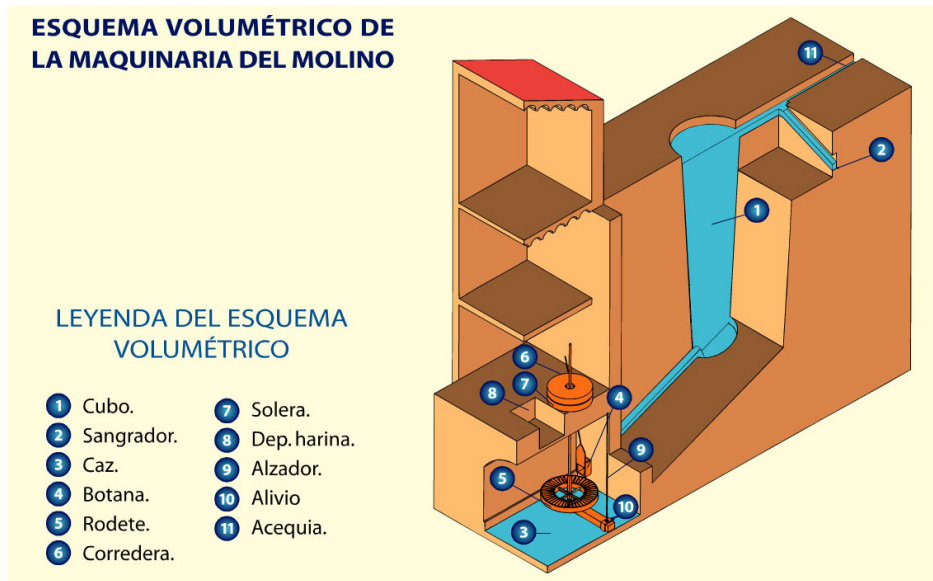 ESQUEMA VOLUMÉTRICO DE
LA MAQUINARIA DEL MOLINO
11
2
1
6
7
8
4
9
5
10
3
LEYENDA DEL ESQUEMA
VOLUMÉTRICO
1 Cubo.
2 Sangrador.
3 Caz.
4 Botana.
5 Rodete.
6 Corredera.
7 Solera.
8 Dep. harina.
9 Alzador.
10 Alivio
11 Acequia.